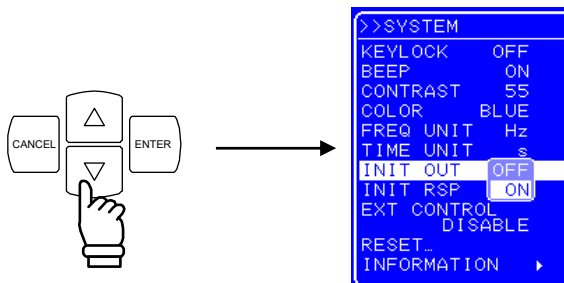 CANCEL
ENTER
>>SYSTEM
KEYLOCK OFF
BEEP ON
CONTRAST 55
COLOR BLUE
FREQ UNIT Hz
TIME UNIT s
INIT OUT OFF
INIT RSP ON
EXT CONTROL
DISABLE
RESET…
INFORMATION